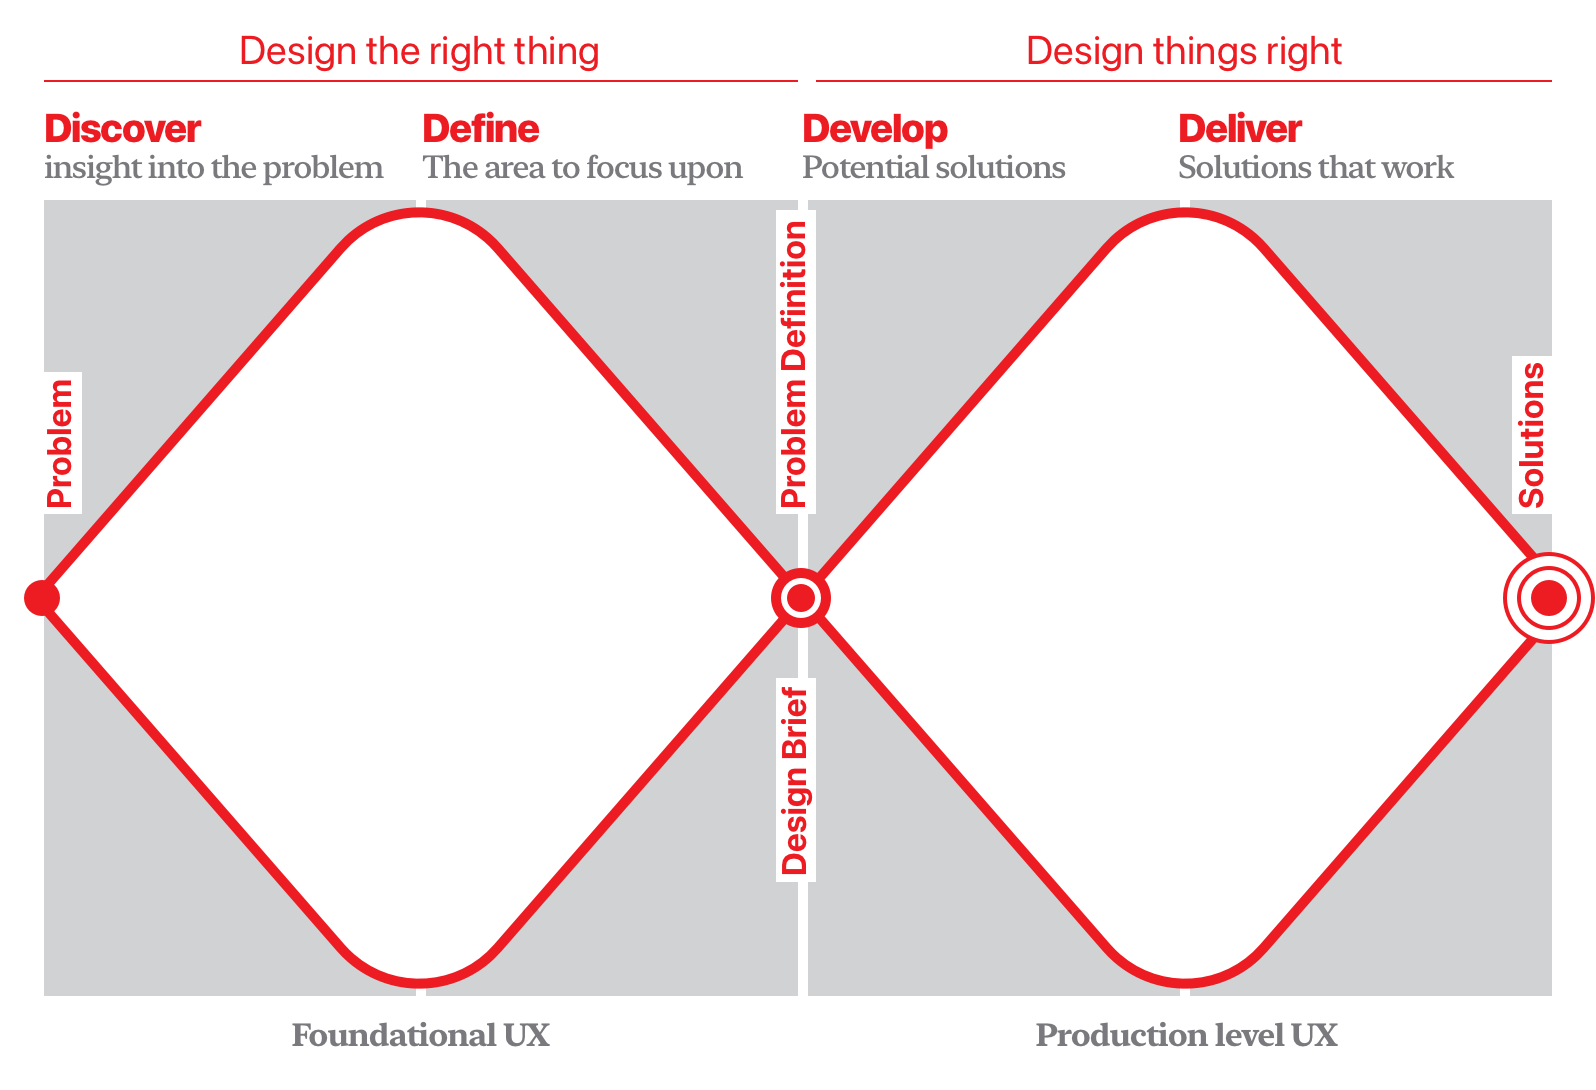 Design the right thing
Design things right
Discover
insight into the problem
Define
The area to focus upon
Develop
Potential solutions
Deliver
Solutions that work
Problem
Problem Definition
Design Brief
Solutions
Foundational UX
Production level UX